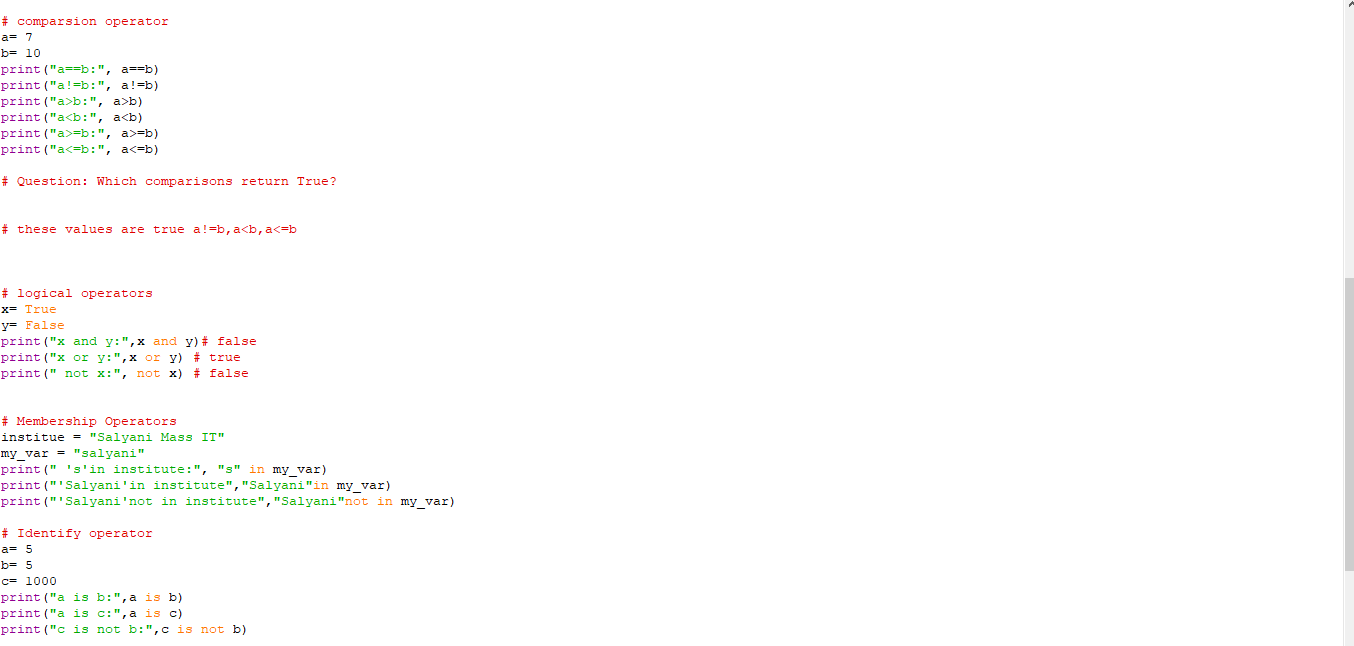 # comparsion operator
a= 7
b= 10
print("a==b:", a==b)
print("a!=b:", a!=b)
print("a>b:", a>b)
print("a<b:", a<b)
print("a>=b:", a>=b)
print("a<=b:", a<=b)
# Question: Which comparisons return True?
# these values are true a!=b,a<b,a<=b
# logical operators
x= True
y= False
print("x and y:",x and y)# false
print("x or y:",x or y) # true
print(" not x:", not x) # false
# Membership Operators
institue = "Salyani Mass IT"
my_var = "salyani"
print(" 's'in institute:", "s" in my_var)
print("'Salyani'in institute","Salyani"in my_var)
print("'Salyani'not in institute","Salyani"not in my_var)
# Identify operator
a= 5
b= 5
c= 1000
print("a is b:",a is b)
print("a is c:",a is c)
print("c is not b:",c is not b)